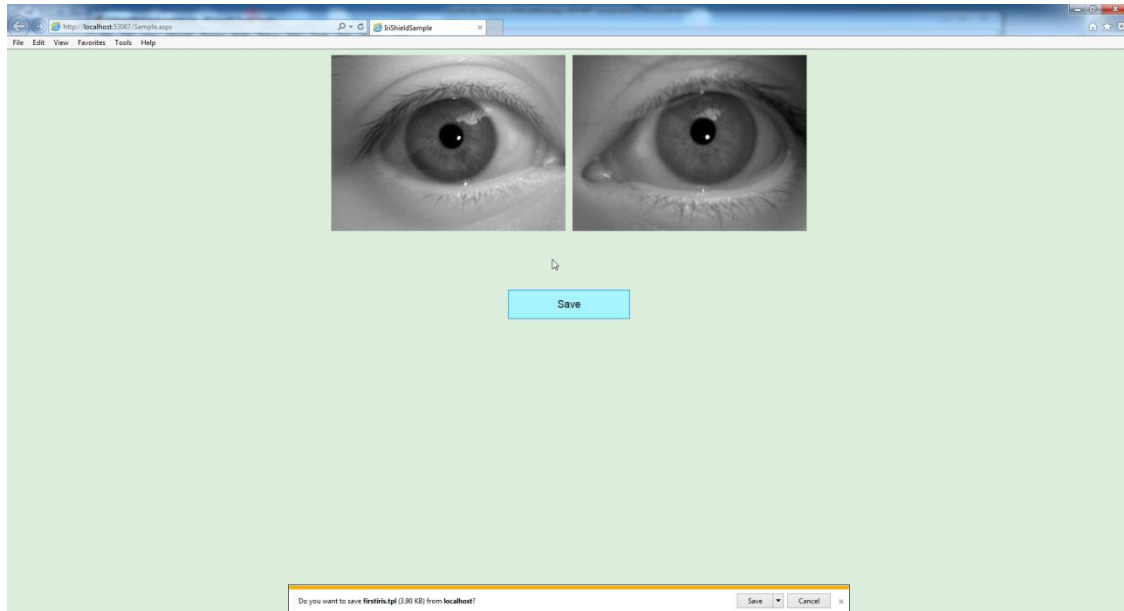 http://localhost:53067/Sample.aspx
IriShieldSample
File Edit View Favorites Tools Help
Save
Do you want to save firstiris.tpl (3.90 KB) from localhost?
Save
Cancel